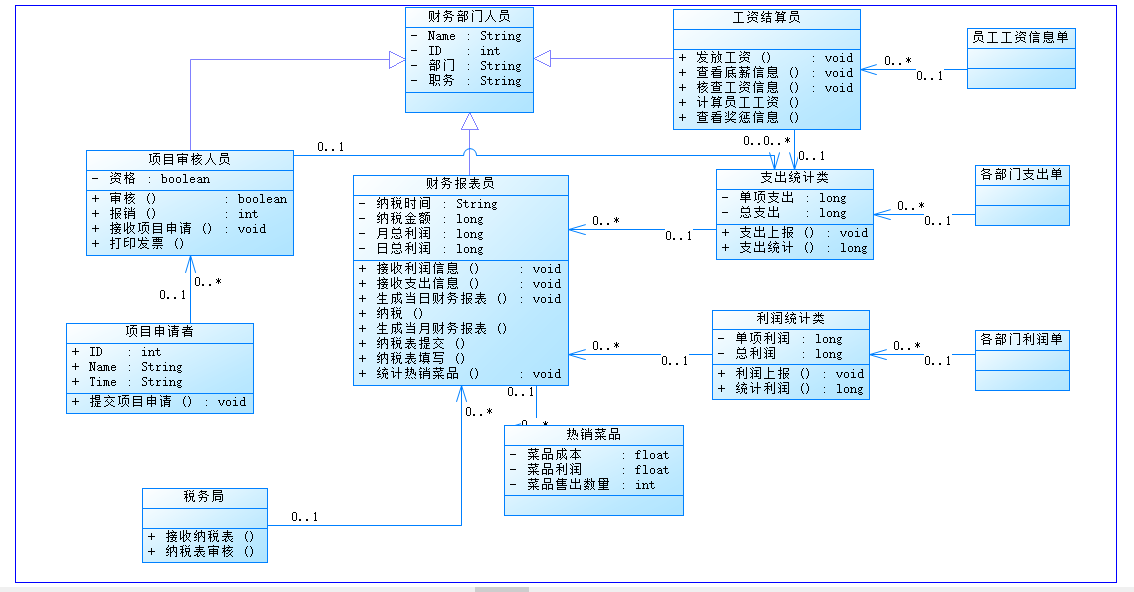 财务部门人员
- Name : String
- ID : int
- 部门 : String
- 职务 : String
工资结算员
+ 发放工资 () : void
+ 查看底薪信息 () : void
+ 核查工资信息 () : void
+ 计算员工工资 ()
+ 查看奖惩信息 ()
员工工资信息单
0..*
0..1
项目审核人员
- 资格 : boolean
+ 审核 () : boolean
+ 报销 () : int
+ 接收项目申请 () : void
+ 打印发票 ()
0..1
0..0..*
0..1
财务报表员
- 纳税时间 : String
- 纳税金额 : long
- 月总利润 : long
- 日总利润 : long
+ 接收利润信息 () : void
+ 接收支出信息 () : void
+ 生成当日财务报表 () : void
+ 纳税 ()
+ 生成当月财务报表 ()
+ 纳税表提交 ()
+ 纳税表填写 ()
+ 统计热销菜品 () : void
支出统计类
- 单项支出 : long
- 总支出 : long
+ 支出上报 () : void
+ 支出统计 () : long
各部门支出单
0..*
0..1
0..*
0..1
0..*
0..1
项目申请者
+ ID : int
+ Name : String
+ Time : String
+ 提交项目申请 () : void
利润统计类
- 单项利润 : long
- 总利润 : long
+ 利润上报 () : void
+ 统计利润 () : long
各部门利润单
0..*
0..1
0..*
0..1
0..1
0..*
0..*
热销菜品
- 菜品成本 : float
- 菜品利润 : float
- 菜品售出数量 : int
税务局
+ 接收纳税表 ()
+ 纳税表审核 ()
0..1